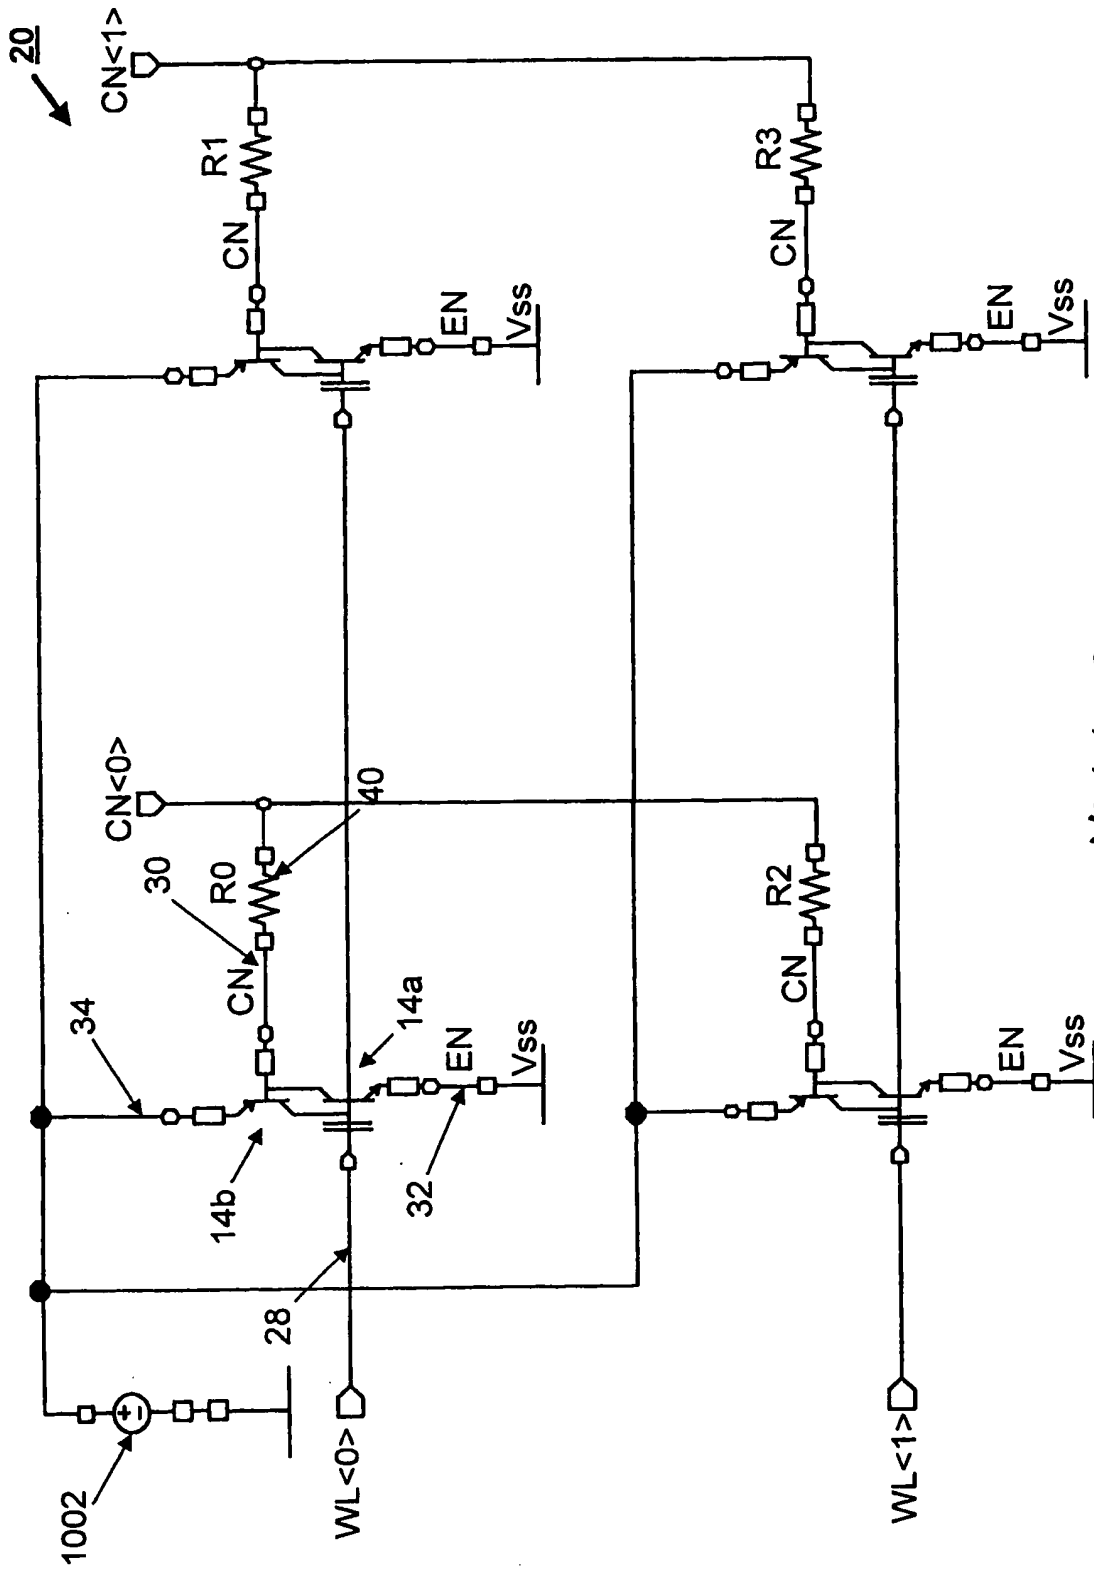 20
CN<1>
R1
CN
EN
Vss
R3
CN
EN
Vss
CN<0>
40
30
R0
CN
34
14a
EN
Vss
14b
32
R2
CN
EN
Vss
28
1002
WL<0>
WL<1>